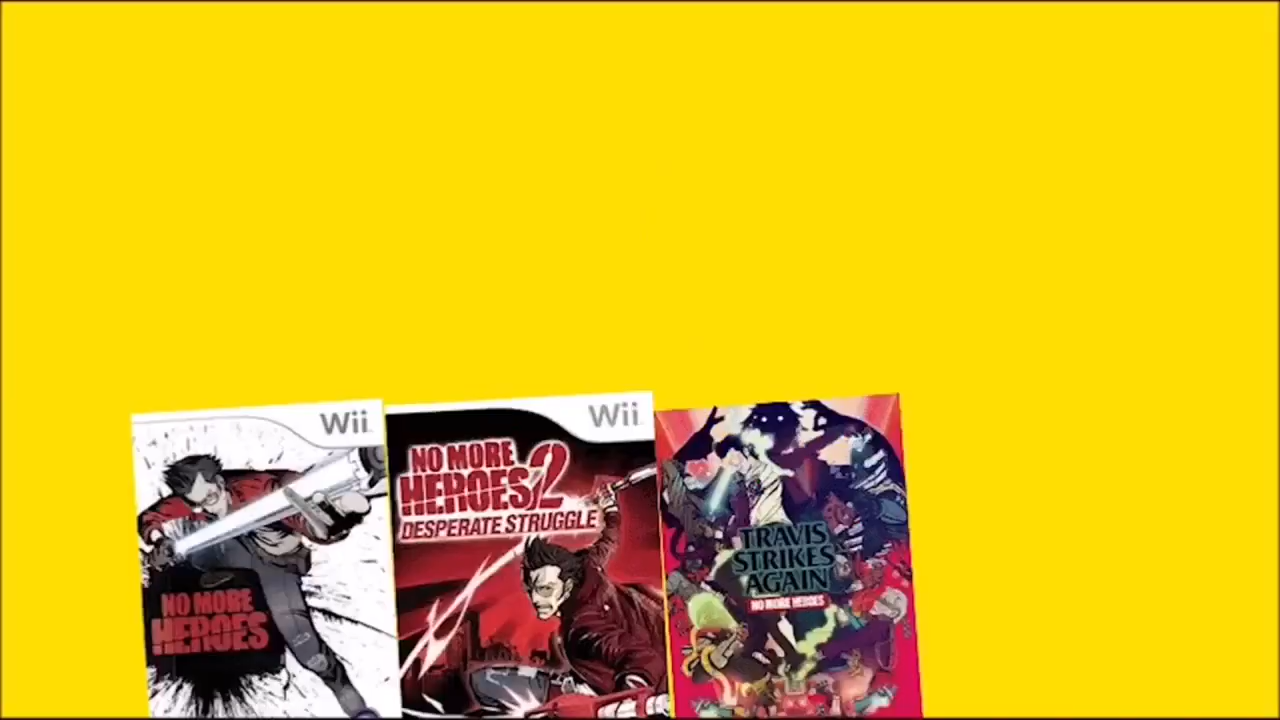 Wii
NO MORE
HEROES
Wii
NO MORE
HEROES 2
DESPERATE STRUGGLE
TRAVIS
STRIKES
AGAIN
NO MORE HEROES